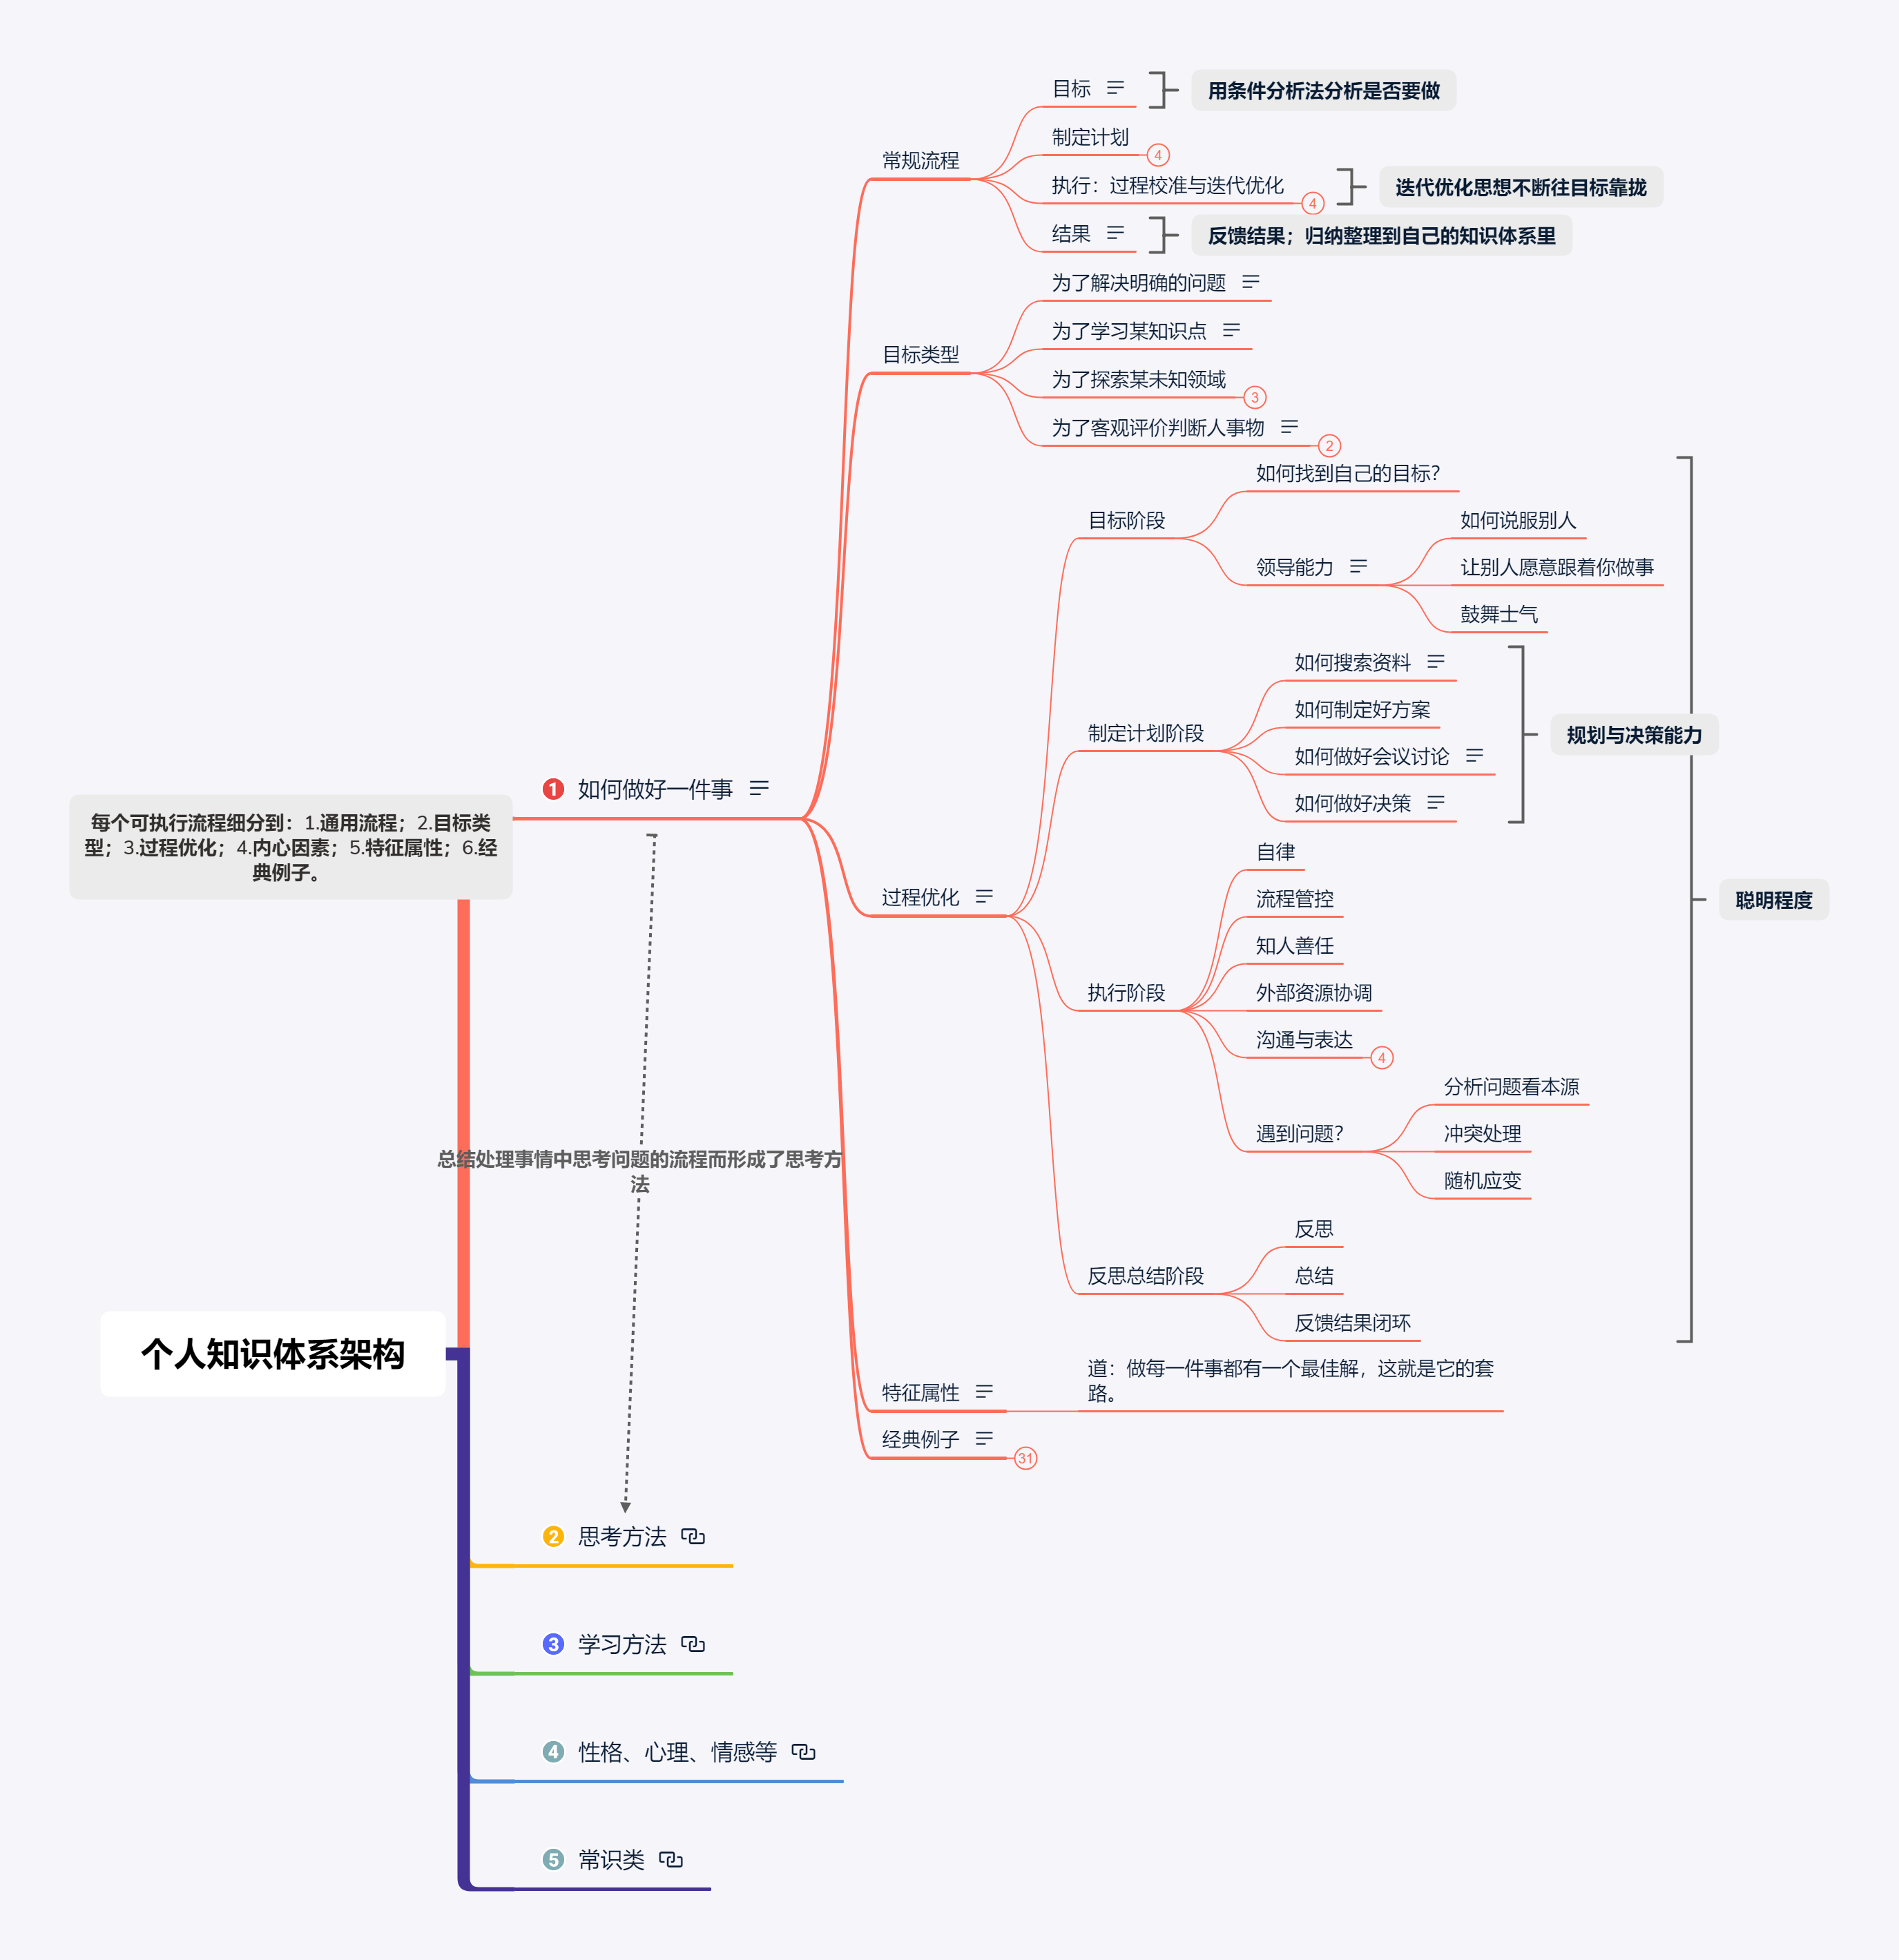 目标
用条件分析法分析是否要做
制定计划
4
常规流程
执行：过程校准与迭代优化
4
迭代优化思想不断往目标靠拢
结果
反馈结果；归纳整理到自己的知识体系里
为了解决明确的问题
为了学习某知识点
目标类型
为了探索某未知领域
3
为了客观评价判断人事物
2
如何找到自己的目标？
目标阶段
如何说服别人
领导能力
让别人愿意跟着你做事
鼓舞士气
如何搜索资料
如何制定好方案
制定计划阶段
规划与决策能力
如何做好会议讨论
如何做好决策
1 如何做好一件事
每个可执行流程细分到：1.通用流程；2.目标类
型；3.过程优化；4.内心因素；5.特征属性；6.经
典例子。
自律
过程优化
流程管控
聪明程度
知人善任
执行阶段
外部资源协调
沟通与表达
4
分析问题看本源
遇到问题？
冲突处理
随机应变
总结处理事情中思考问题的流程而形成了思考方
法
反思
反思总结阶段
总结
反馈结果闭环
个人知识体系架构
特征属性
道：做每一件事都有一个最佳解，这就是它的套
路。
经典例子
31
2 思考方法
3 学习方法
4 性格、心理、情感等
5 常识类